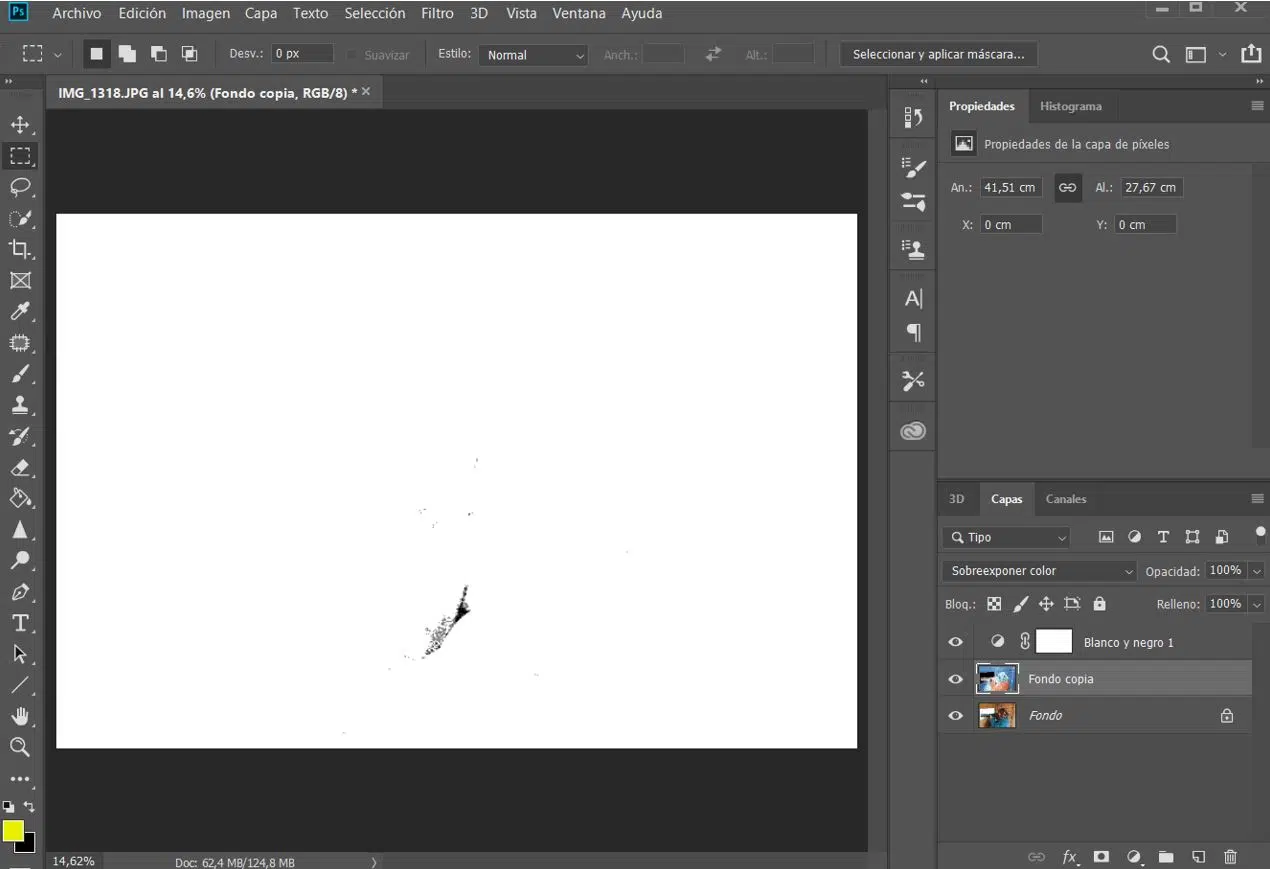 Ps Archivo Edición Imagen Capa Texto Selección Filtro 3D Vista Ventana Ayuda
Desv.: 0 px Suavizar Estilo: Normal Anch.: Alt.: Seleccionar y aplicar máscara...
IMG_1318.JPG al 14,6% (Fondo copia, RGB/8) *
Propiedades Histograma
Propiedades de la capa de píxeles
An.: 41,51 cm Al.: 27,67 cm
X: 0 cm Y: 0 cm
3D Capas Canales
Tipo
Sobreexponer color Opacidad: 100%
Bloq.: Relleno: 100%
Blanco y negro 1
Fondo copia
Fondo
14,62% Doc: 62,4 MB/124,8 MB